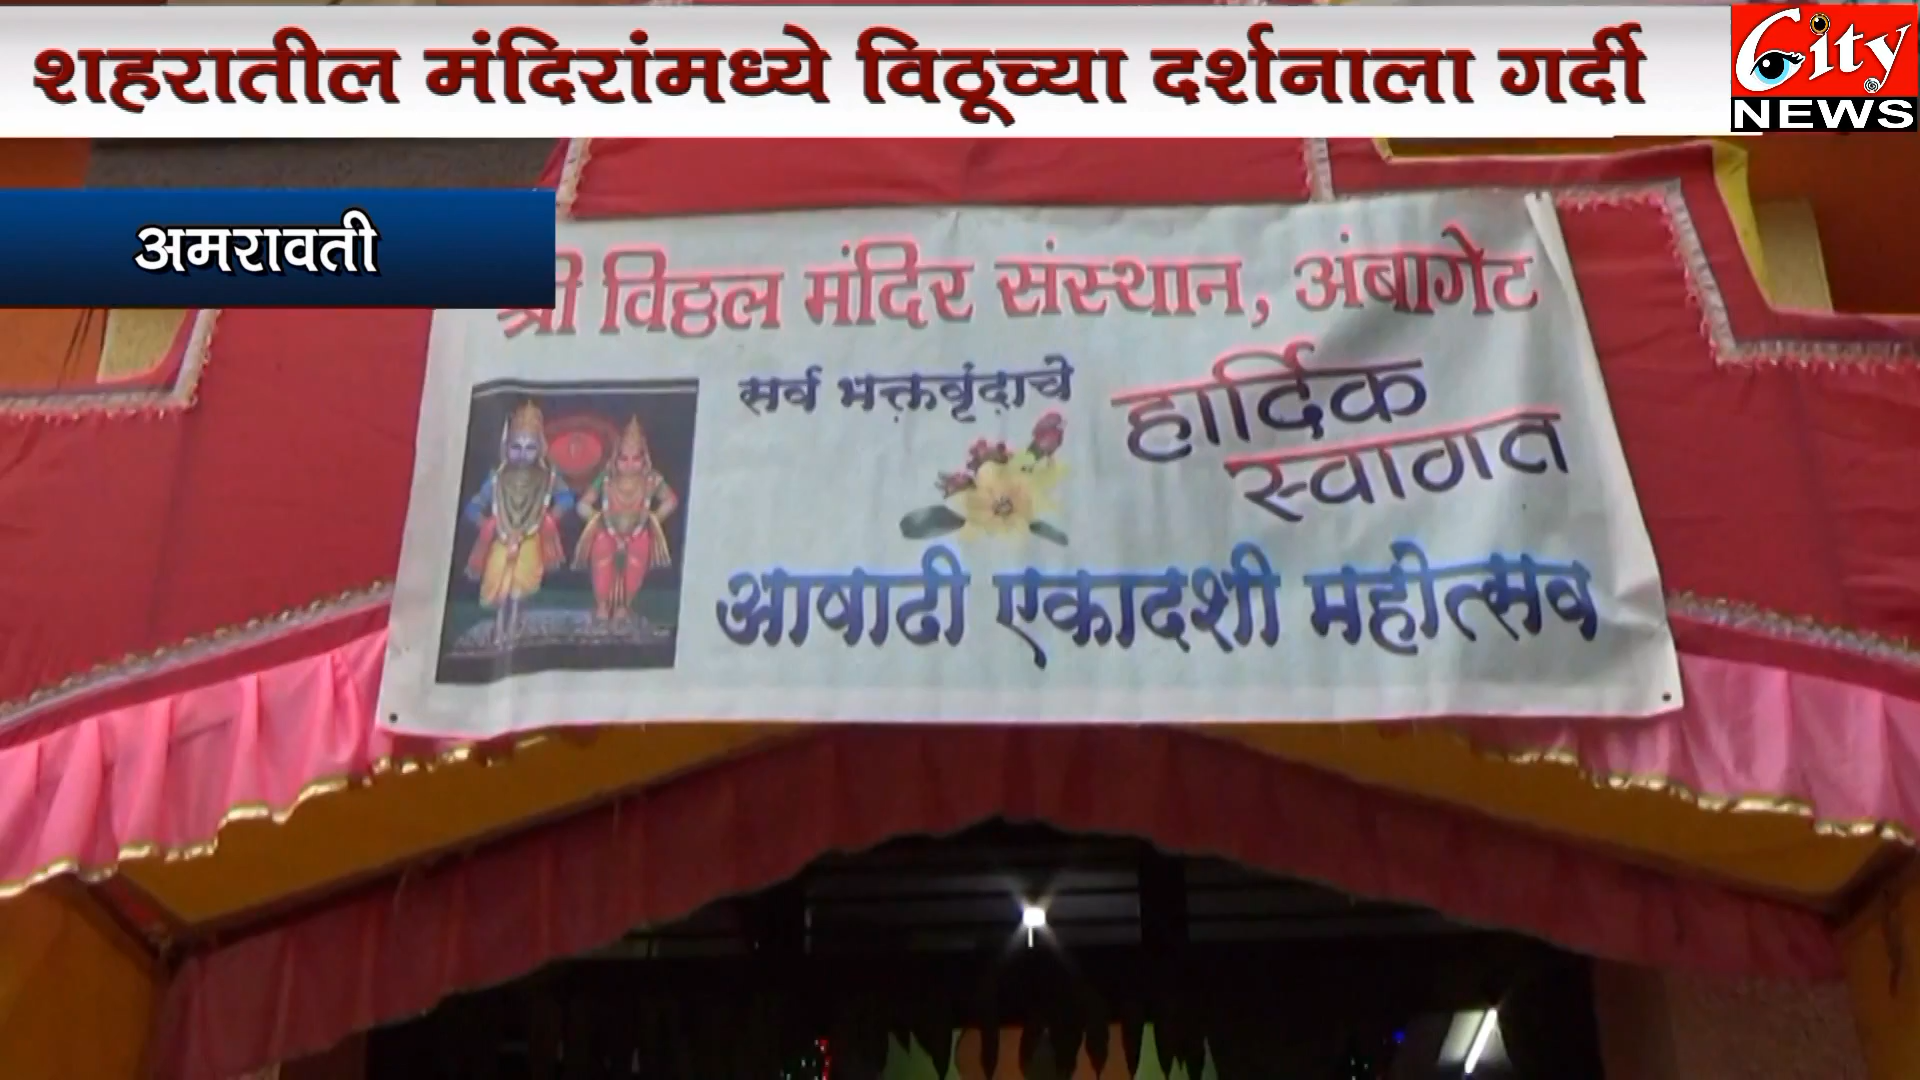 शहरातील मंदिरांमध्ये विठूच्या दर्शनाला गर्दी
City
NEWS
अमरावती
श्री विठ्ठल मंदिर संस्थान, अंबागेट
सर्व भक्तवृंदाचे
हार्दिक
स्वागत
आषाढी एकादशी महोत्सव